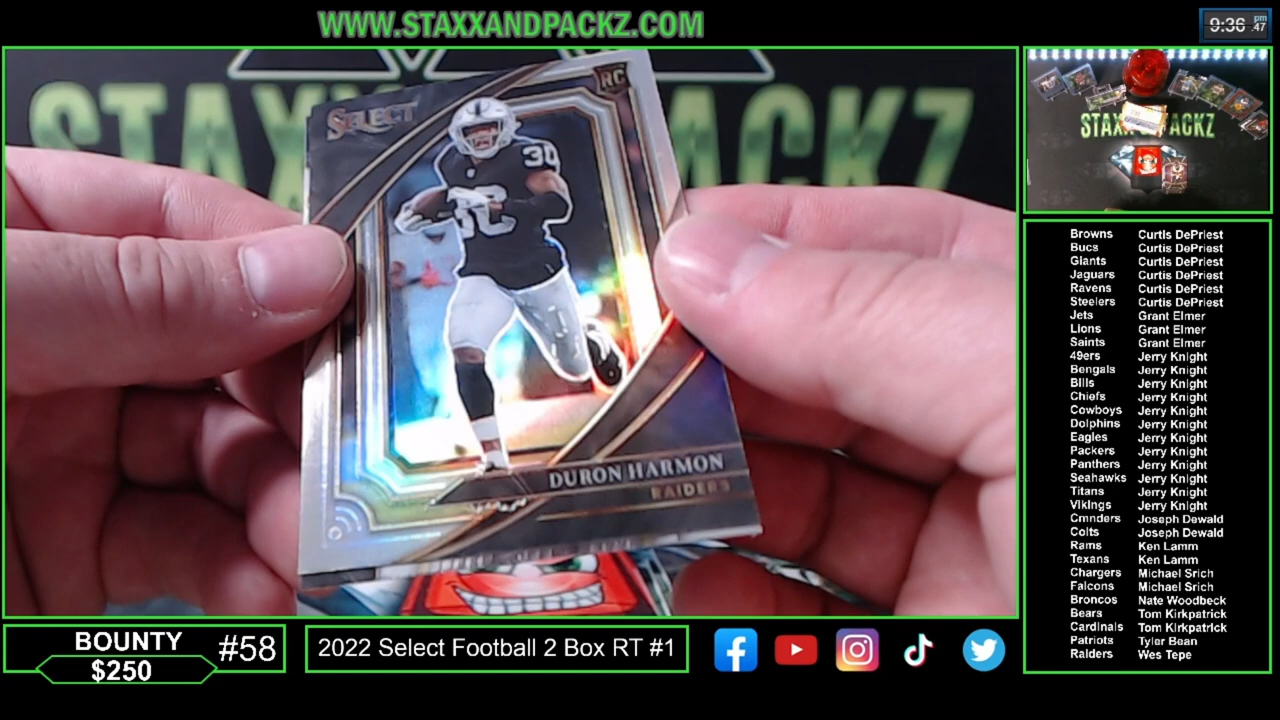 WWW.STAXXANDPACKZ.COM
9:36 pm .47
STAXX PACKZ
SELECT
RC
30
30
DURON HARMON
RAIDERS
STAXX PACKZ
Browns Curtis DePriest
Bucs Curtis DePriest
Giants Curtis DePriest
Jaguars Curtis DePriest
Ravens Curtis DePriest
Steelers Curtis DePriest
Jets Grant Elmer
Lions Grant Elmer
Saints Grant Elmer
49ers Jerry Knight
Bengals Jerry Knight
Bills Jerry Knight
Chiefs Jerry Knight
Cowboys Jerry Knight
Dolphins Jerry Knight
Eagles Jerry Knight
Packers Jerry Knight
Panthers Jerry Knight
Seahawks Jerry Knight
Titans Jerry Knight
Vikings Jerry Knight
Cmnders Joseph Dewald
Colts Joseph Dewald
Rams Ken Lamm
Texans Ken Lamm
Chargers Michael Srich
Falcons Michael Srich
Broncos Nate Woodbeck
Bears Tom Kirkpatrick
Cardinals Tom Kirkpatrick
Patriots Tyler Bean
Raiders Wes Tepe
BOUNTY #58
$250
2022 Select Football 2 Box RT #1